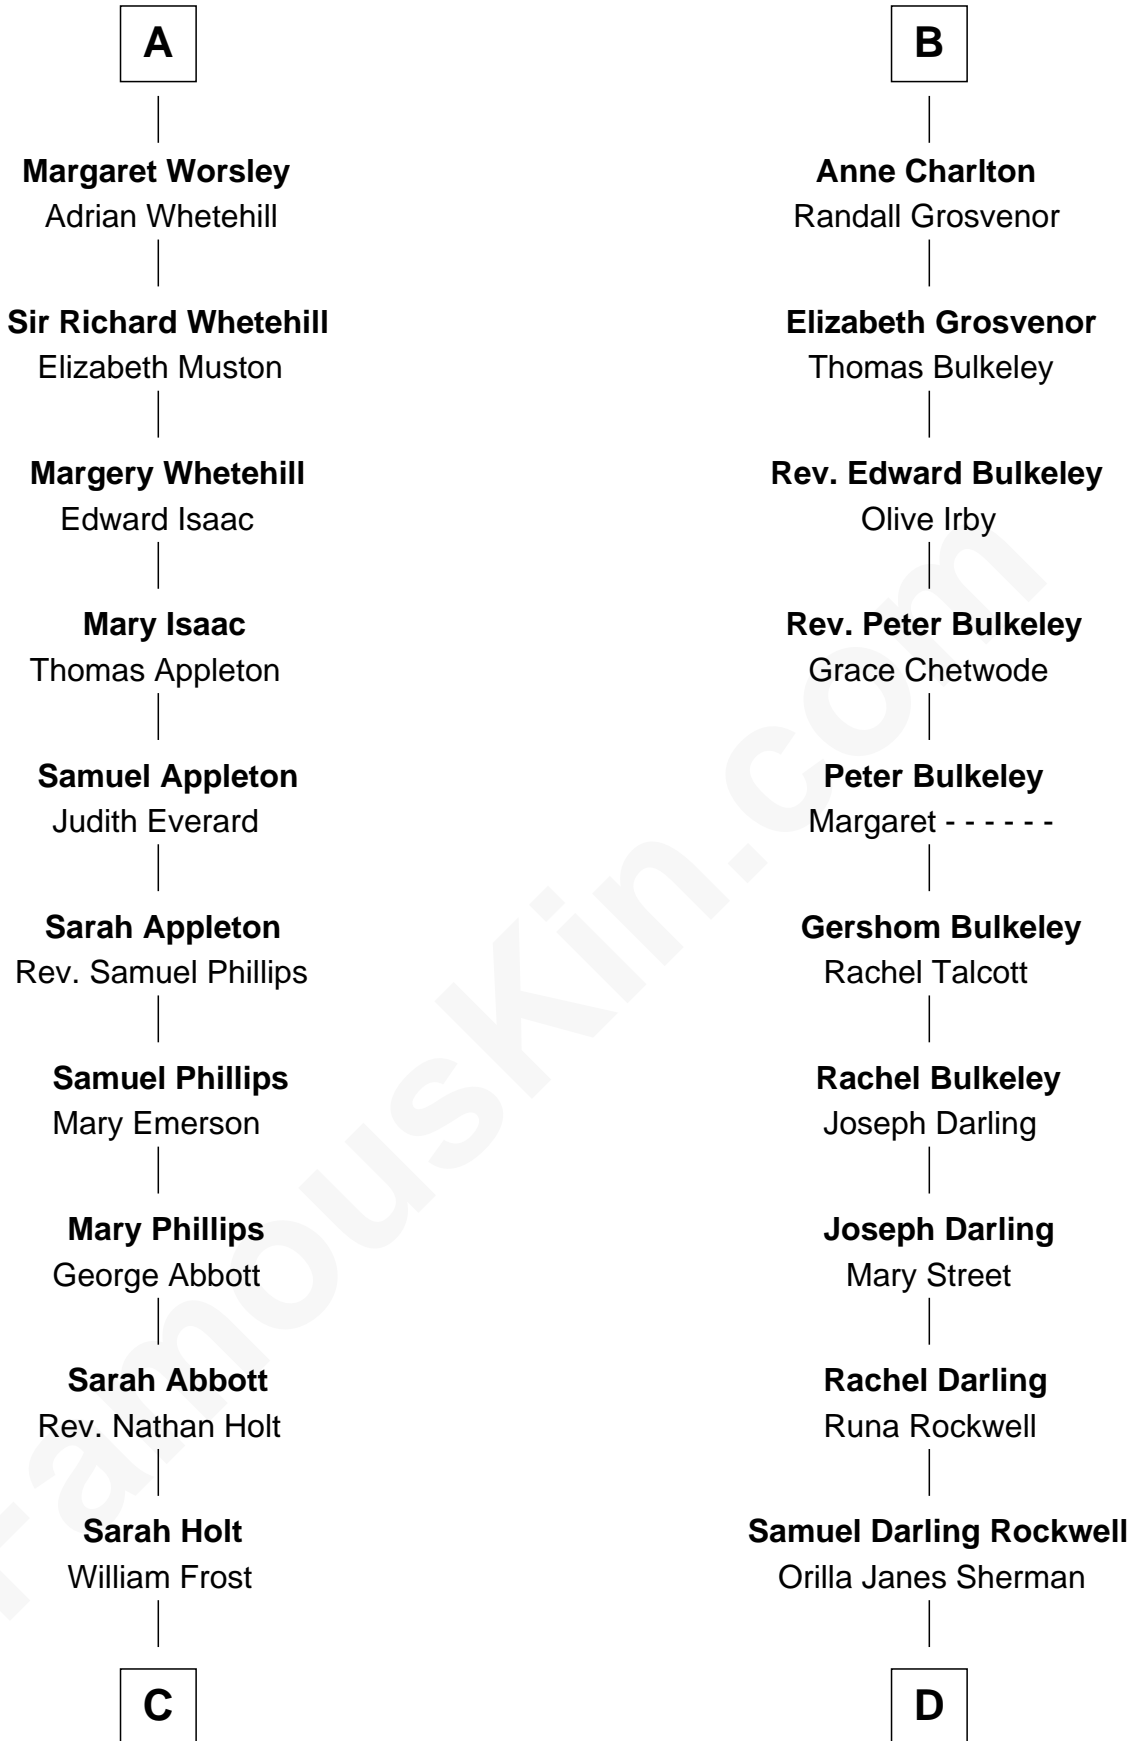 A
Margaret Worsley
Adrian Whetehill
Sir Richard Whetehill
Elizabeth Muston
Margery Whetehill
Edward Isaac
Mary Isaac
Thomas Appleton
Samuel Appleton
Judith Everard
Sarah Appleton
Rev. Samuel Phillips
Samuel Phillips
Mary Emerson
Mary Phillips
George Abbott
Sarah Abbott
Rev. Nathan Holt
Sarah Holt
William Frost
C
B
Anne Charlton
Randall Grosvenor
Elizabeth Grosvenor
Thomas Bulkeley
Rev. Edward Bulkeley
Olive Irby
Rev. Peter Bulkeley
Grace Chetwode
Peter Bulkeley
Margaret - - - - - -
Gershom Bulkeley
Rachel Talcott
Rachel Bulkeley
Joseph Darling
Joseph Darling
Mary Street
Rachel Darling
Runa Rockwell
Samuel Darling Rockwell
Orilla Janes Sherman
D
FamousKin.com